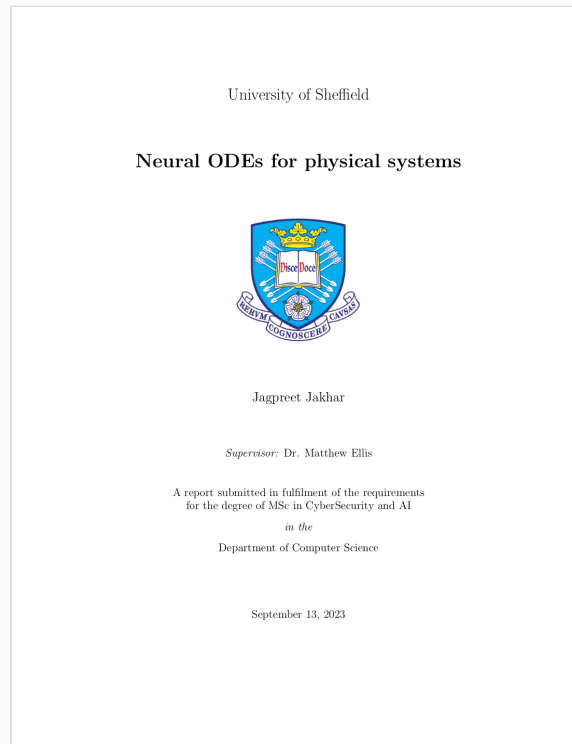 University of Sheffield
Neural ODEs for physical systems
Disce Doce
RERVM COGNOSCERE CAVSAS
Jagpreet Jakhar
Supervisor: Dr. Matthew Ellis
A report submitted in fulfilment of the requirements
for the degree of MSc in CyberSecurity and AI
in the
Department of Computer Science
September 13, 2023